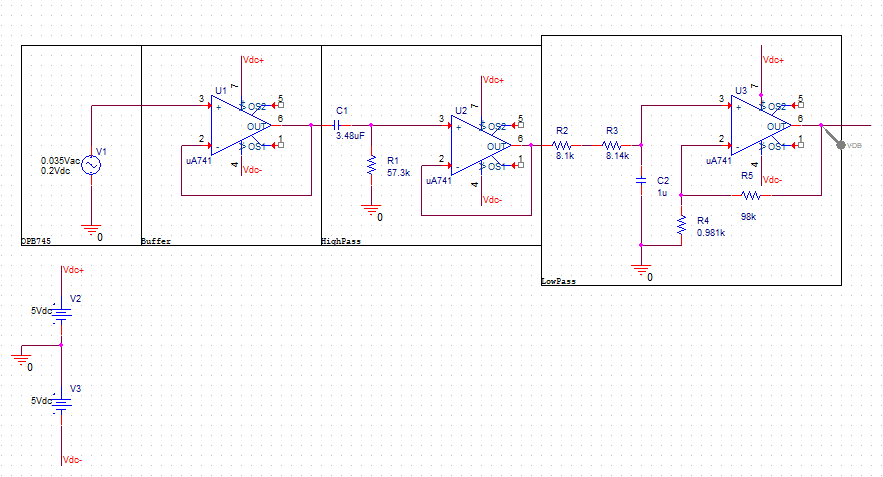 Vdc+
U1
7
3
+
OS2
5
OUT
6
2
-
OS1
1
uA741
4
Vdc-
V1
0.035Vac
0.2Vdc
0
OPB745
Buffer
C1
3.48uF
R1
57.3k
0
HighPass
Vdc+
U2
7
3
+
OS2
5
OUT
6
2
-
OS1
1
uA741
4
Vdc-
R2
8.1k
R3
8.14k
C2
1u
0
Vdc+
U3
7
3
+
OS2
5
OUT
6
2
-
OS1
1
uA741
4
Vdc-
VDB
R5
98k
R4
0.981k
LowPass
Vdc+
V2
5Vdc
0
V3
5Vdc
Vdc-